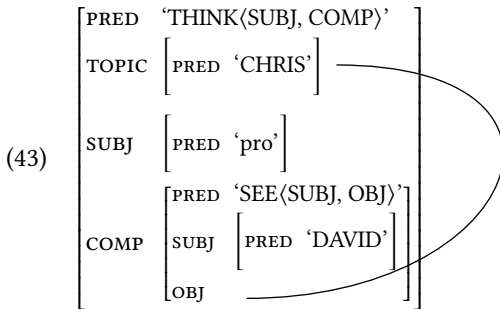 PRED ‘THINK⟨SUBJ, COMP⟩’
TOPIC [PRED ‘CHRIS’]
(43) SUBJ [PRED ‘pro’]
PRED ‘SEE⟨SUBJ, OBJ⟩’
COMP SUBJ [PRED ‘DAVID’]
OBJ